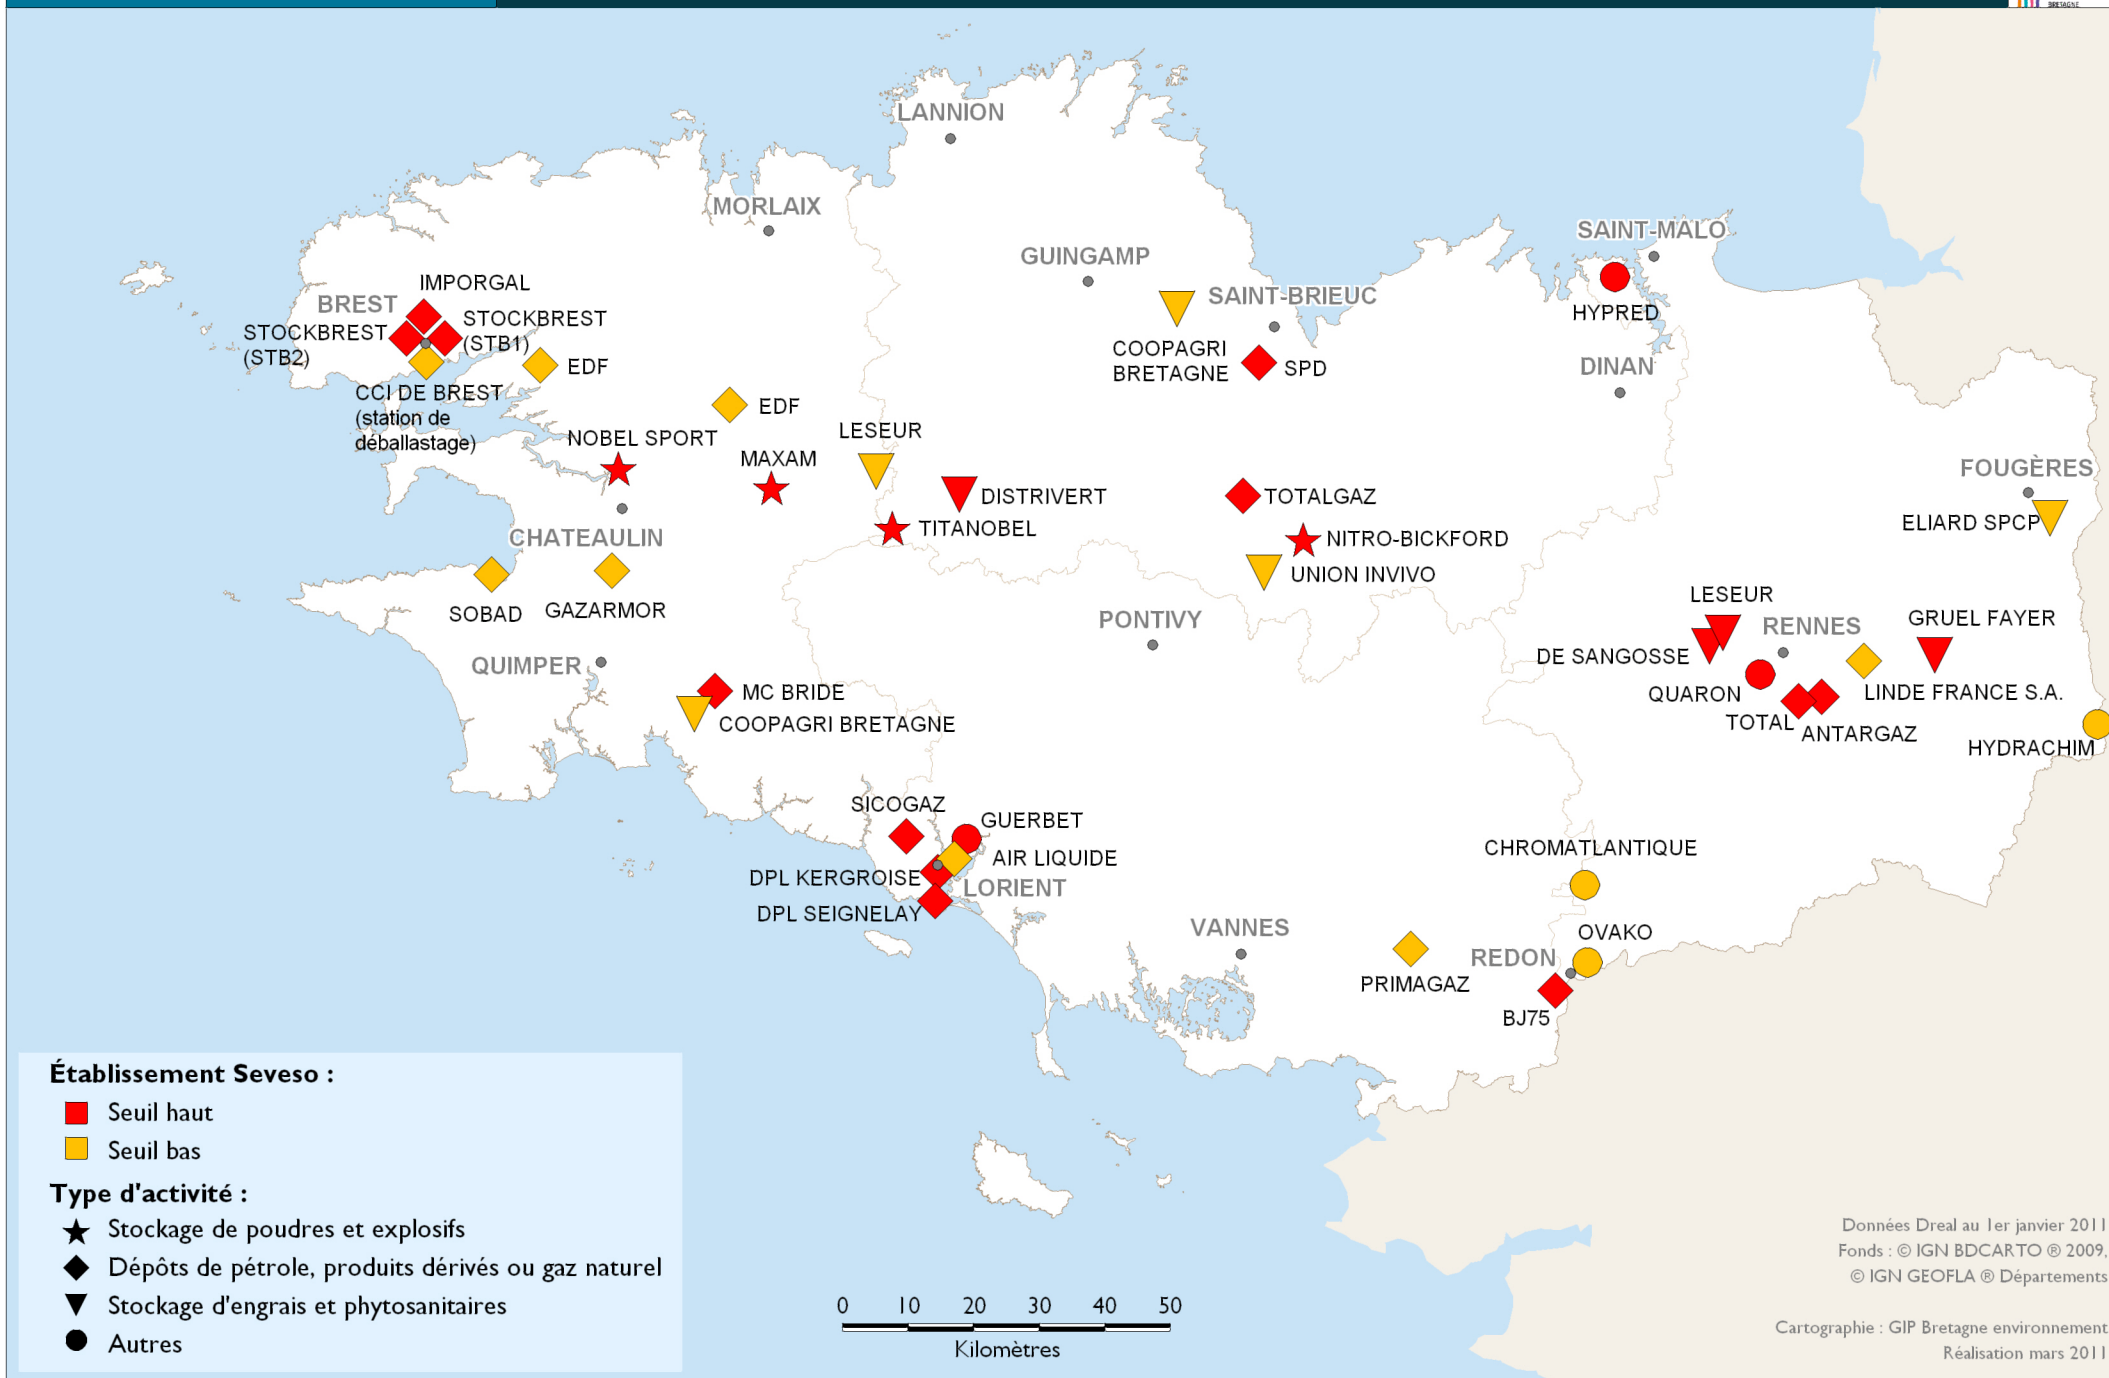 BRETAGNE
LANNION
MORLAIX
SAINT-MALO
GUINGAMP
IMPORGAL
BREST
SAINT-BRIEUC
HYPRED
STOCKBREST
(STB1)
STOCKBREST
(STB2)
COOPAGRI
BRETAGNE
SPD
DINAN
EDF
CCI DE BREST
(station de
déballastage)
EDF
LESEUR
NOBEL SPORT
MAXAM
FOUGÈRES
DISTRIVERT
TOTALGAZ
ELIARD SPCP
TITANOBEL
CHATEAULIN
NITRO-BICKFORD
UNION INVIVO
SOBAD
GAZARMOR
LESEUR
PONTIVY
RENNES
GRUEL FAYER
DE SANGOSSE
QUIMPER
MC BRIDE
QUARON
LINDE FRANCE S.A.
COOPAGRI BRETAGNE
TOTAL
ANTARGAZ
HYDRACHIM
SICOGAZ
GUERBET
CHROMATLANTIQUE
AIR LIQUIDE
DPL KERGROISE
LORIENT
DPL SEIGNELAY
VANNES
OVAKO
REDON
PRIMAGAZ
BJ75
Établissement Seveso :
Seuil haut
Seuil bas
Type d'activité :
Stockage de poudres et explosifs
Dépôts de pétrole, produits dérivés ou gaz naturel
Stockage d'engrais et phytosanitaires
Autres
0 10 20 30 40 50
Kilomètres
Données Dreal au 1er janvier 2011
Fonds : © IGN BDCARTO ® 2009,
© IGN GEOFLA ® Départements
Cartographie : GIP Bretagne environnement
Réalisation mars 2011